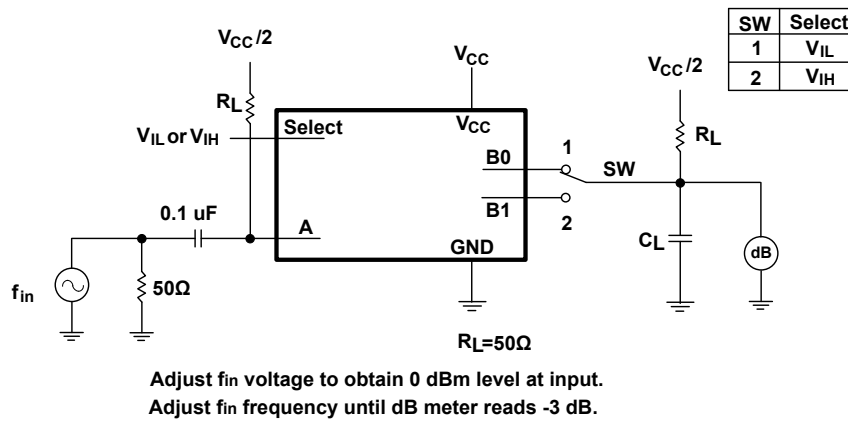 SW Select
1 VIL
2 VIH
VCC/2
VCC
VCC/2
RL
Select
VCC
VIL or VIH
RL
B0
1
SW
B1
2
0.1 uF
A
GND
CL
dB
fin
50Ω
RL=50Ω
Adjust fin voltage to obtain 0 dBm level at input.
Adjust fin frequency until dB meter reads -3 dB.